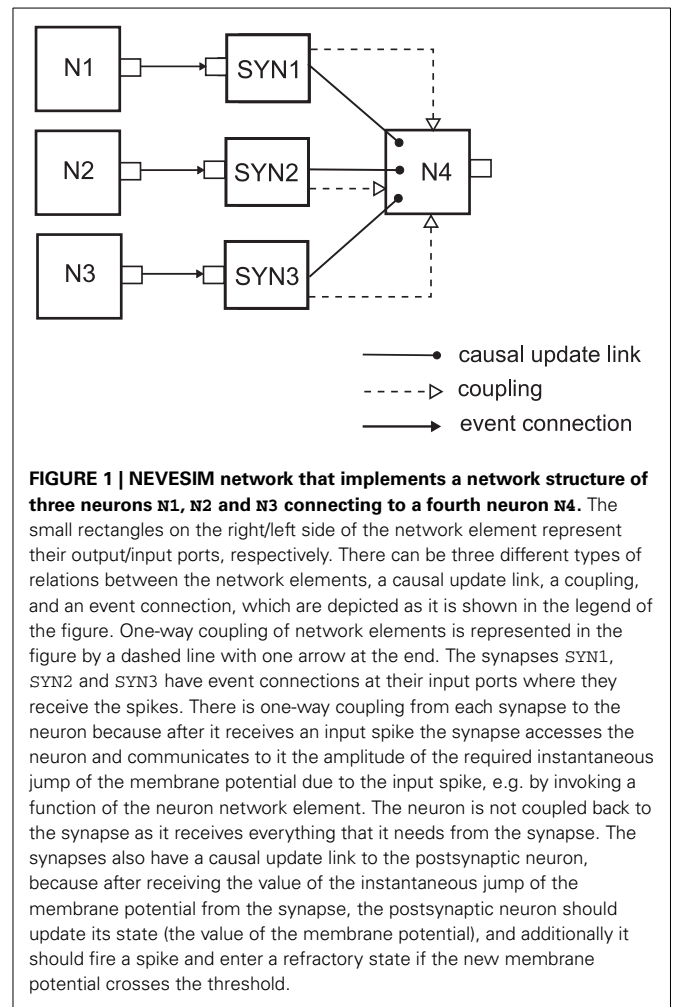 N1
SYN1
N2
SYN2
N4
N3
SYN3
causal update link
coupling
event connection
FIGURE 1 | NEVESIM network that implements a network structure of
three neurons N1, N2 and N3 connecting to a fourth neuron N4. The
small rectangles on the right/left side of the network element represent
their output/input ports, respectively. There can be three different types of
relations between the network elements, a causal update link, a coupling,
and an event connection, which are depicted as it is shown in the legend of
the figure. One-way coupling of network elements is represented in the
figure by a dashed line with one arrow at the end. The synapses SYN1,
SYN2 and SYN3 have event connections at their input ports where they
receive the spikes. There is one-way coupling from each synapse to the
neuron because after it receives an input spike the synapse accesses the
neuron and communicates to it the amplitude of the required instantaneous
jump of the membrane potential due to the input spike, e.g. by invoking a
function of the neuron network element. The neuron is not coupled back to
the synapse as it receives everything that it needs from the synapse. The
synapses also have a causal update link to the postsynaptic neuron,
because after receiving the value of the instantaneous jump of the
membrane potential from the synapse, the postsynaptic neuron should
update its state (the value of the membrane potential), and additionally it
should fire a spike and enter a refractory state if the new membrane
potential crosses the threshold.